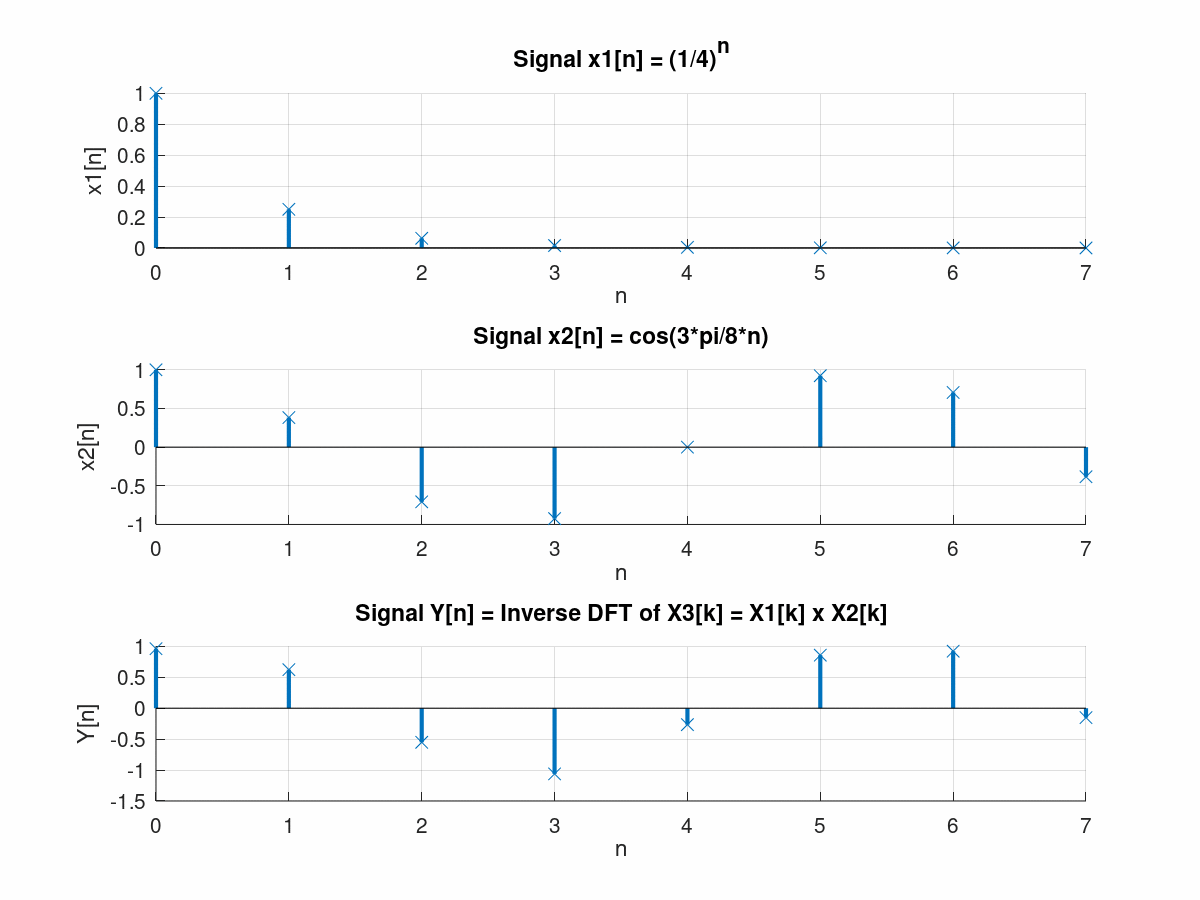 Signal x1[n] = (1/4)^n
1
0.8
0.6
0.4
0.2
0
x1[n]
0 1 2 3 4 5 6 7
n
Signal x2[n] = cos(3*pi/8*n)
1
0.5
0
-0.5
-1
x2[n]
0 1 2 3 4 5 6 7
n
Signal Y[n] = Inverse DFT of X3[k] = X1[k] x X2[k]
1
0.5
0
-0.5
-1
-1.5
Y[n]
0 1 2 3 4 5 6 7
n